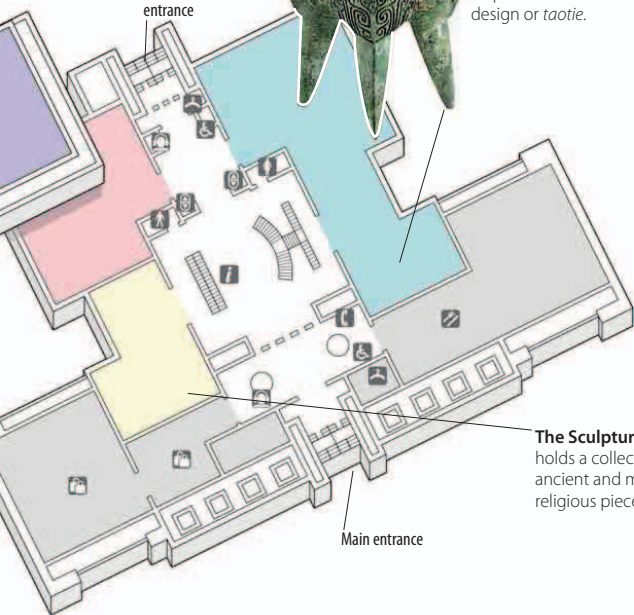 entrance
design or taotie.
The Sculptur
holds a collec
ancient and m
religious piece
Main entrance